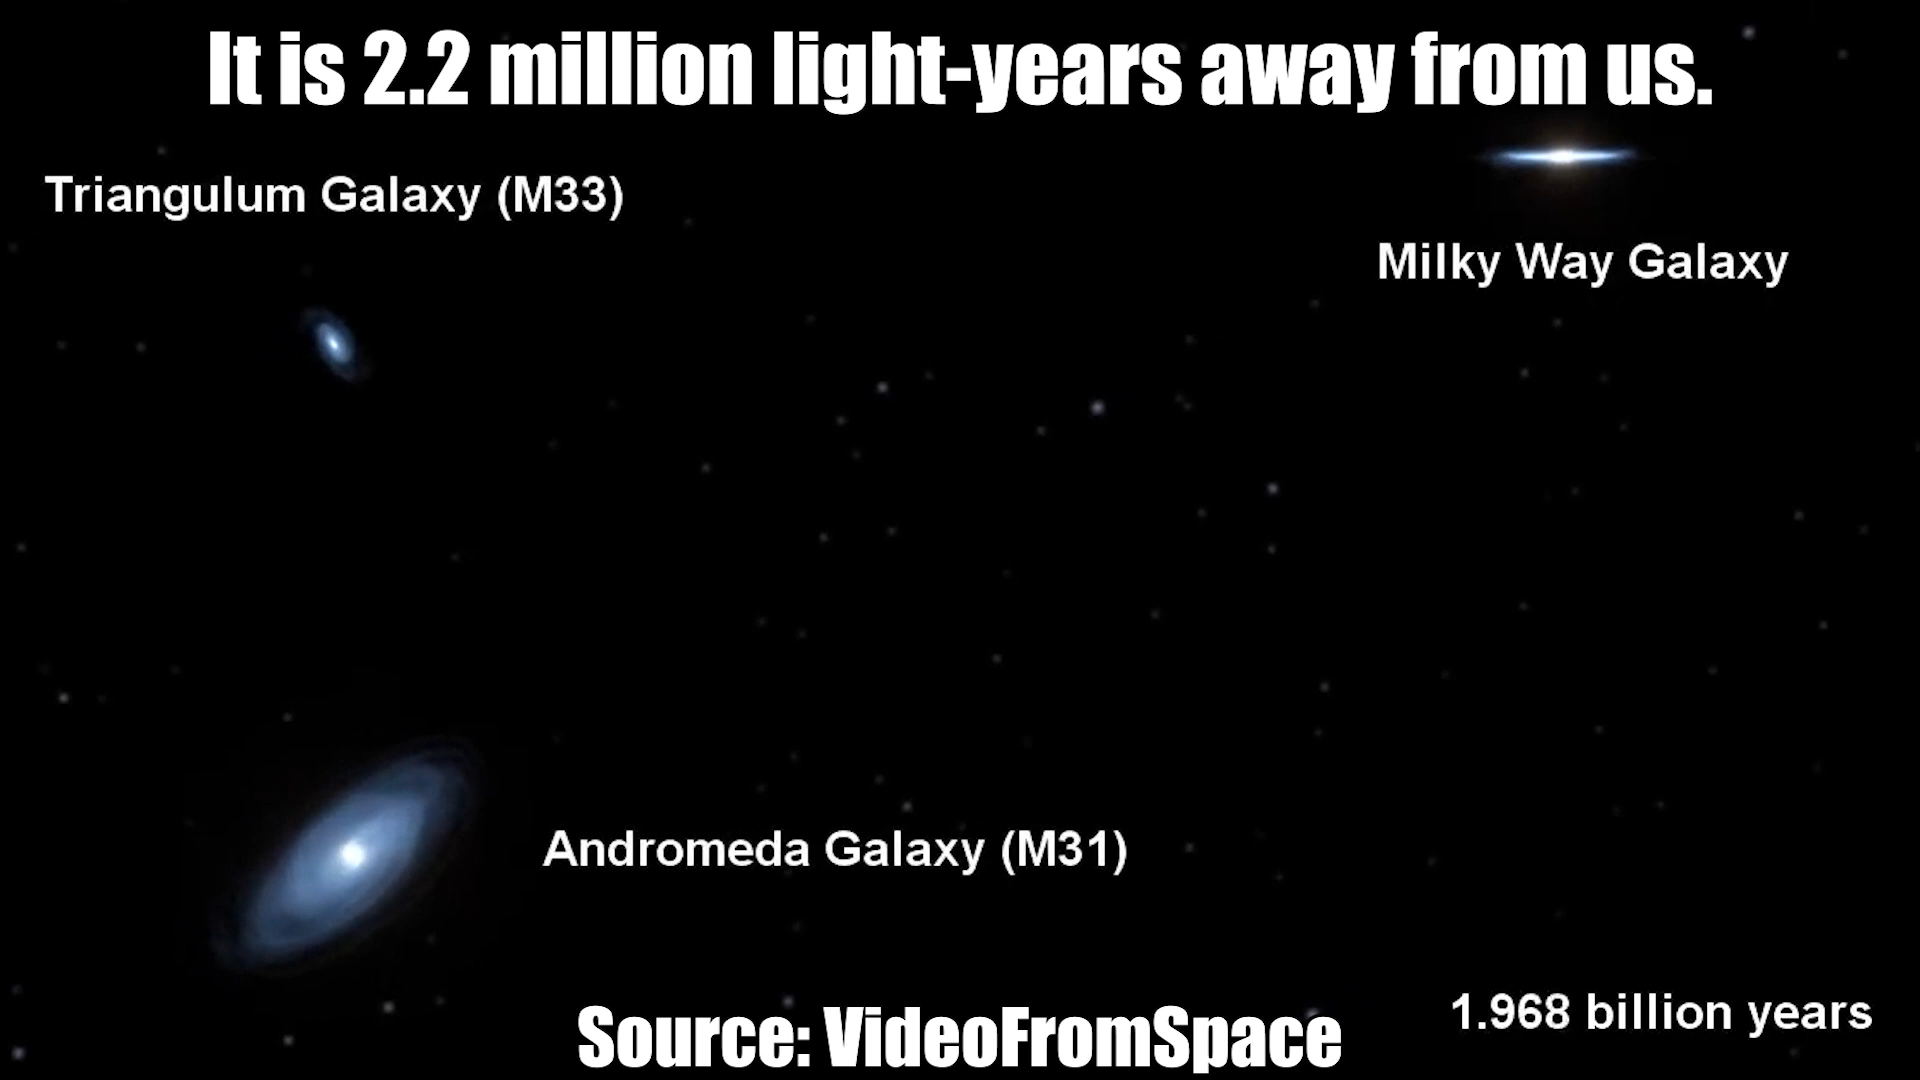 It is 2.2 million light-years away from us.
Triangulum Galaxy (M33)
Milky Way Galaxy
Andromeda Galaxy (M31)
1.968 billion years
Source: VideoFromSpace